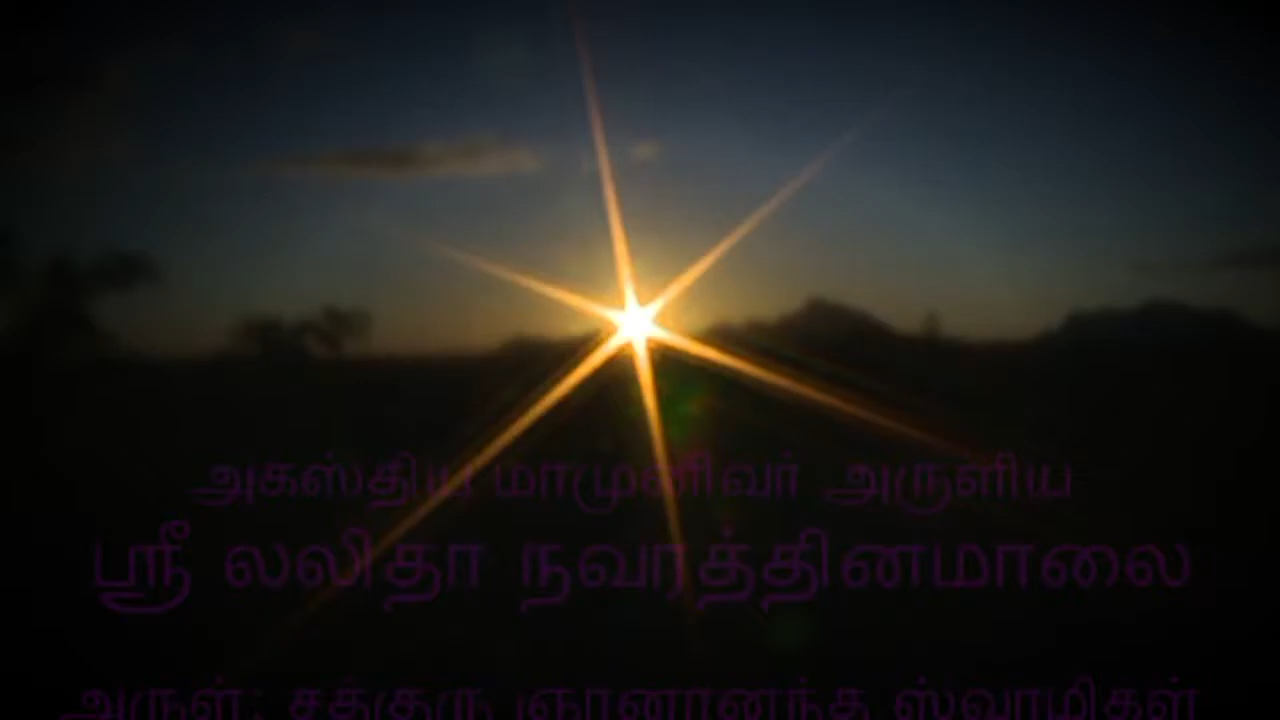 அகஸ்திய மாமுனிவர் அருளிய
ஸ்ரீ லலிதா நவரத்தினமாலை
அருள்: சத்குரு ஞானானந்த ஸ்வாமிகள்